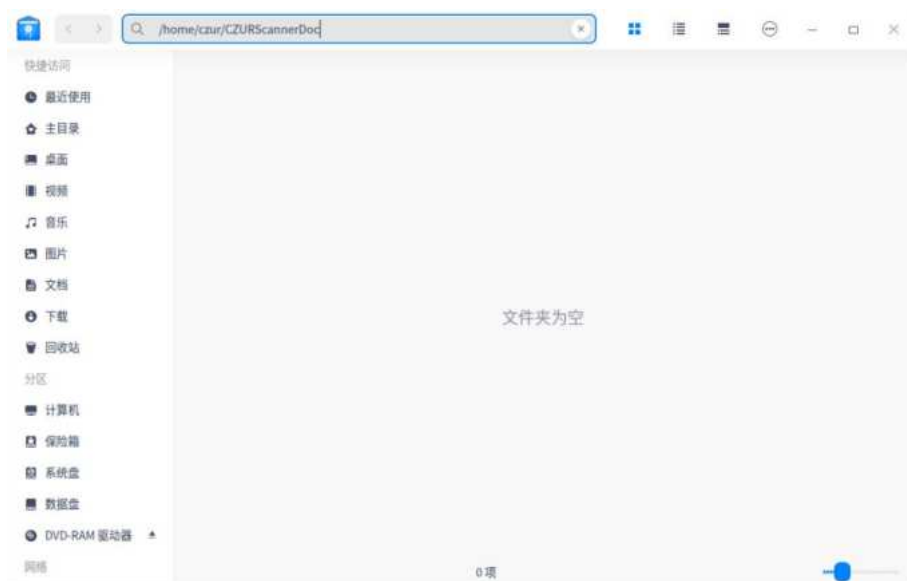 /home/czur/CZURScannerDoc
快捷访问
最近使用
主目录
桌面
视频
音乐
图片
文档
下载
回收站
分区
计算机
保险箱
系统盘
数据盘
DVD-RAM 驱动器
网络
文件夹为空
0 项